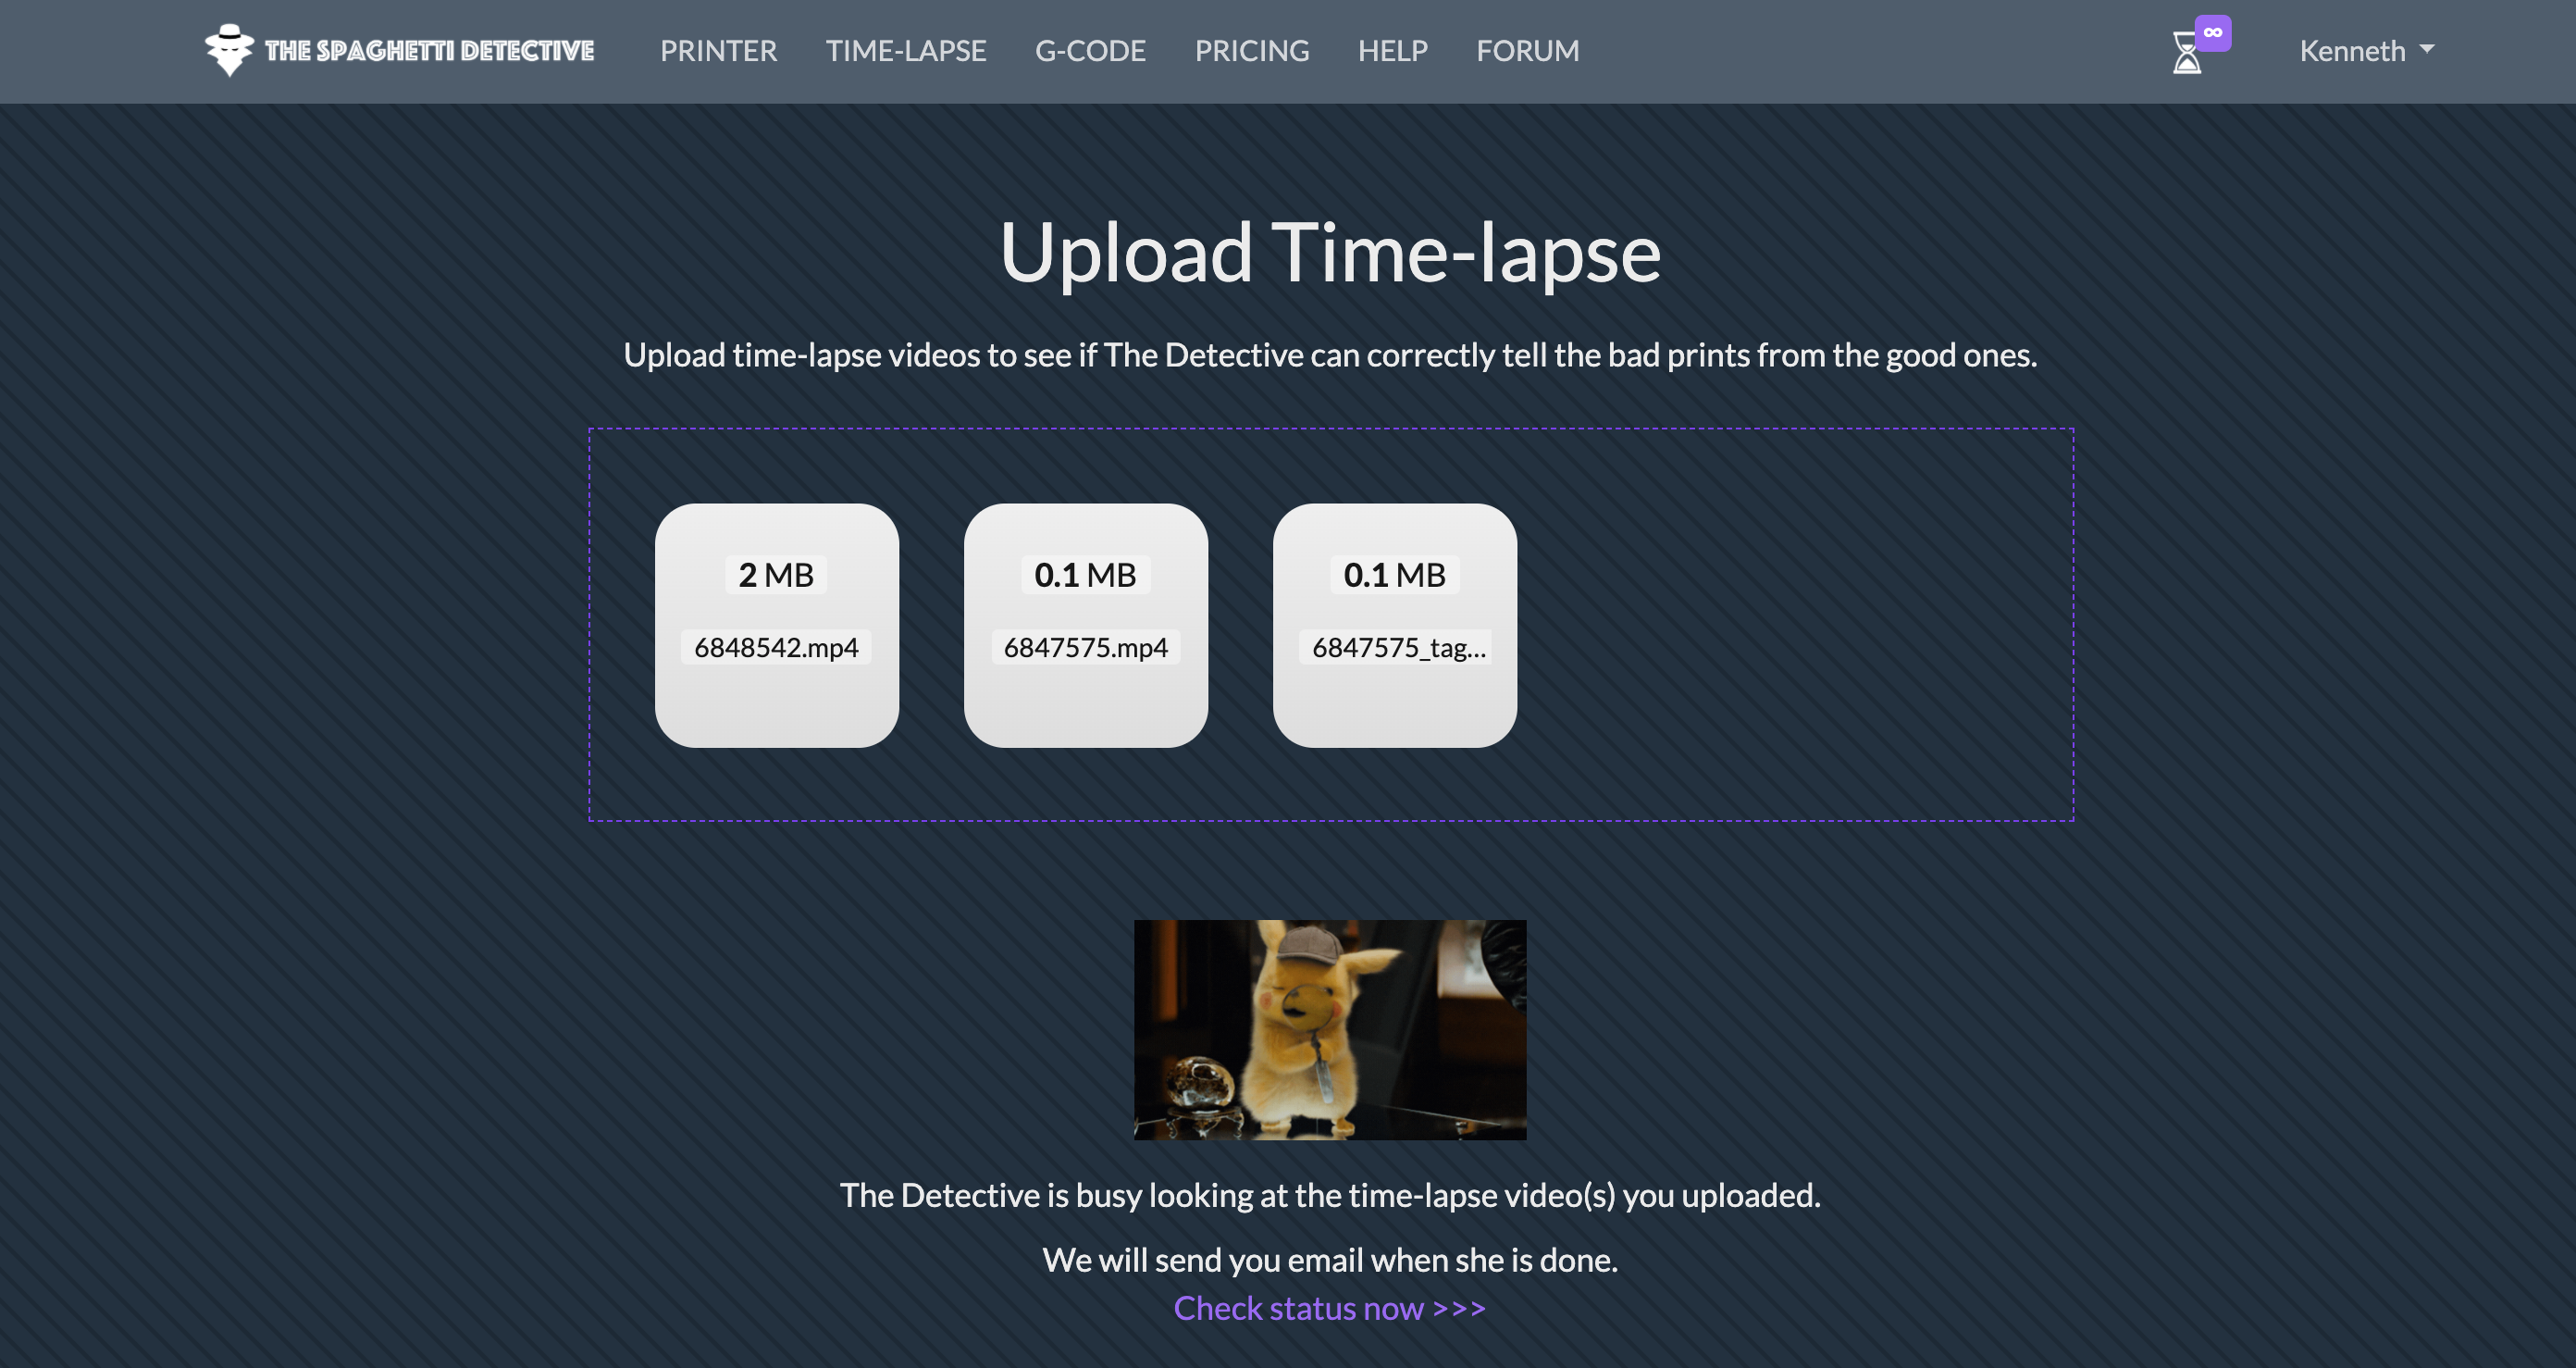 THE SPAGHETTI DETECTIVE PRINTER TIME-LAPSE G-CODE PRICING HELP FORUM ∞ Kenneth
Upload Time-lapse
Upload time-lapse videos to see if The Detective can correctly tell the bad prints from the good ones.
2 MB 0.1 MB 0.1 MB
6848542.mp4 6847575.mp4 6847575_tag...
The Detective is busy looking at the time-lapse video(s) you uploaded.
We will send you email when she is done.
Check status now >>>